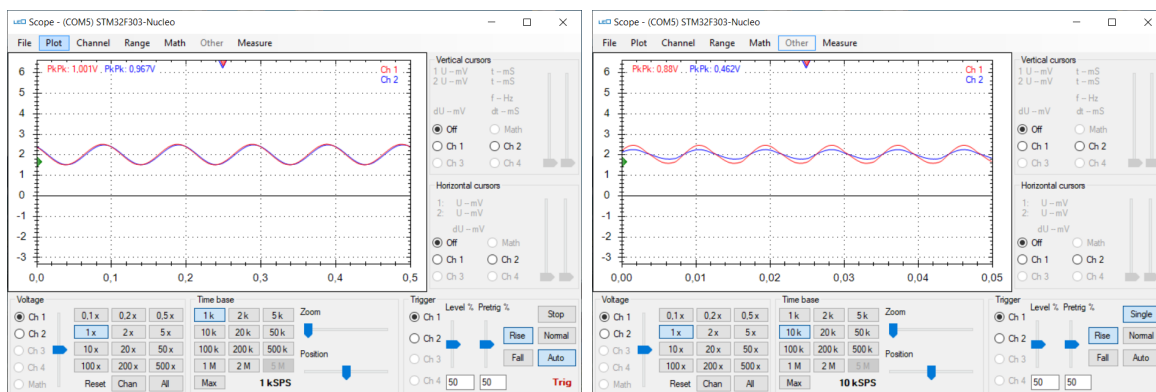 LEO Scope - (COM5) STM32F303-Nucleo
File Plot Channel Range Math Other Measure
PkPk: 1,001V PkPk: 0,967V Ch 1
Ch 2
6
5
4
3
2
1
0
-1
-2
-3
0,0 0,1 0,2 0,3 0,4 0,5
Vertical cursors
1 U – mV t – mS
2 U – mV t – mS
f – Hz
dU – mV dt – mS
Off Math
Ch 1 Ch 2
Ch 3 Ch 4
Horizontal cursors
1: U – mV
2: U – mV
dU – mV
Off Math
Ch 1 Ch 2
Ch 3 Ch 4
Voltage
Ch 1
Ch 2
Ch 3
Ch 4
Math
0,1 x 0,2 x 0,5 x
1 x 2 x 5 x
10 x 20 x 50 x
100 x 200 x 500 x
Reset Chan All
Time base
1 k 2 k 5 k
10 k 20 k 50 k
100 k 200 k 500 k
1 M 2 M 5 M
Max 1 kSPS
Zoom
Position
Trigger
Ch 1
Ch 2
Ch 3
Ch 4
Level % Pretrig %
50 50
Stop
Rise Normal
Fall Auto
Trig
LEO Scope - (COM5) STM32F303-Nucleo
File Plot Channel Range Math Other Measure
PkPk: 0,88V PkPk: 0,462V Ch 1
Ch 2
6
5
4
3
2
1
0
-1
-2
-3
0,00 0,01 0,02 0,03 0,04 0,05
Vertical cursors
1 U – mV t – mS
2 U – mV t – mS
f – Hz
dU – mV dt – mS
Off Math
Ch 1 Ch 2
Ch 3 Ch 4
Horizontal cursors
1: U – mV
2: U – mV
dU – mV
Off Math
Ch 1 Ch 2
Ch 3 Ch 4
Voltage
Ch 1
Ch 2
Ch 3
Ch 4
Math
0,1 x 0,2 x 0,5 x
1 x 2 x 5 x
10 x 20 x 50 x
100 x 200 x 500 x
Reset Chan All
Time base
1 k 2 k 5 k
10 k 20 k 50 k
100 k 200 k 500 k
1 M 2 M 5 M
Max 10 kSPS
Zoom
Position
Trigger
Ch 1
Ch 2
Ch 3
Ch 4
Level % Pretrig %
50 50
Single
Rise Normal
Fall Auto